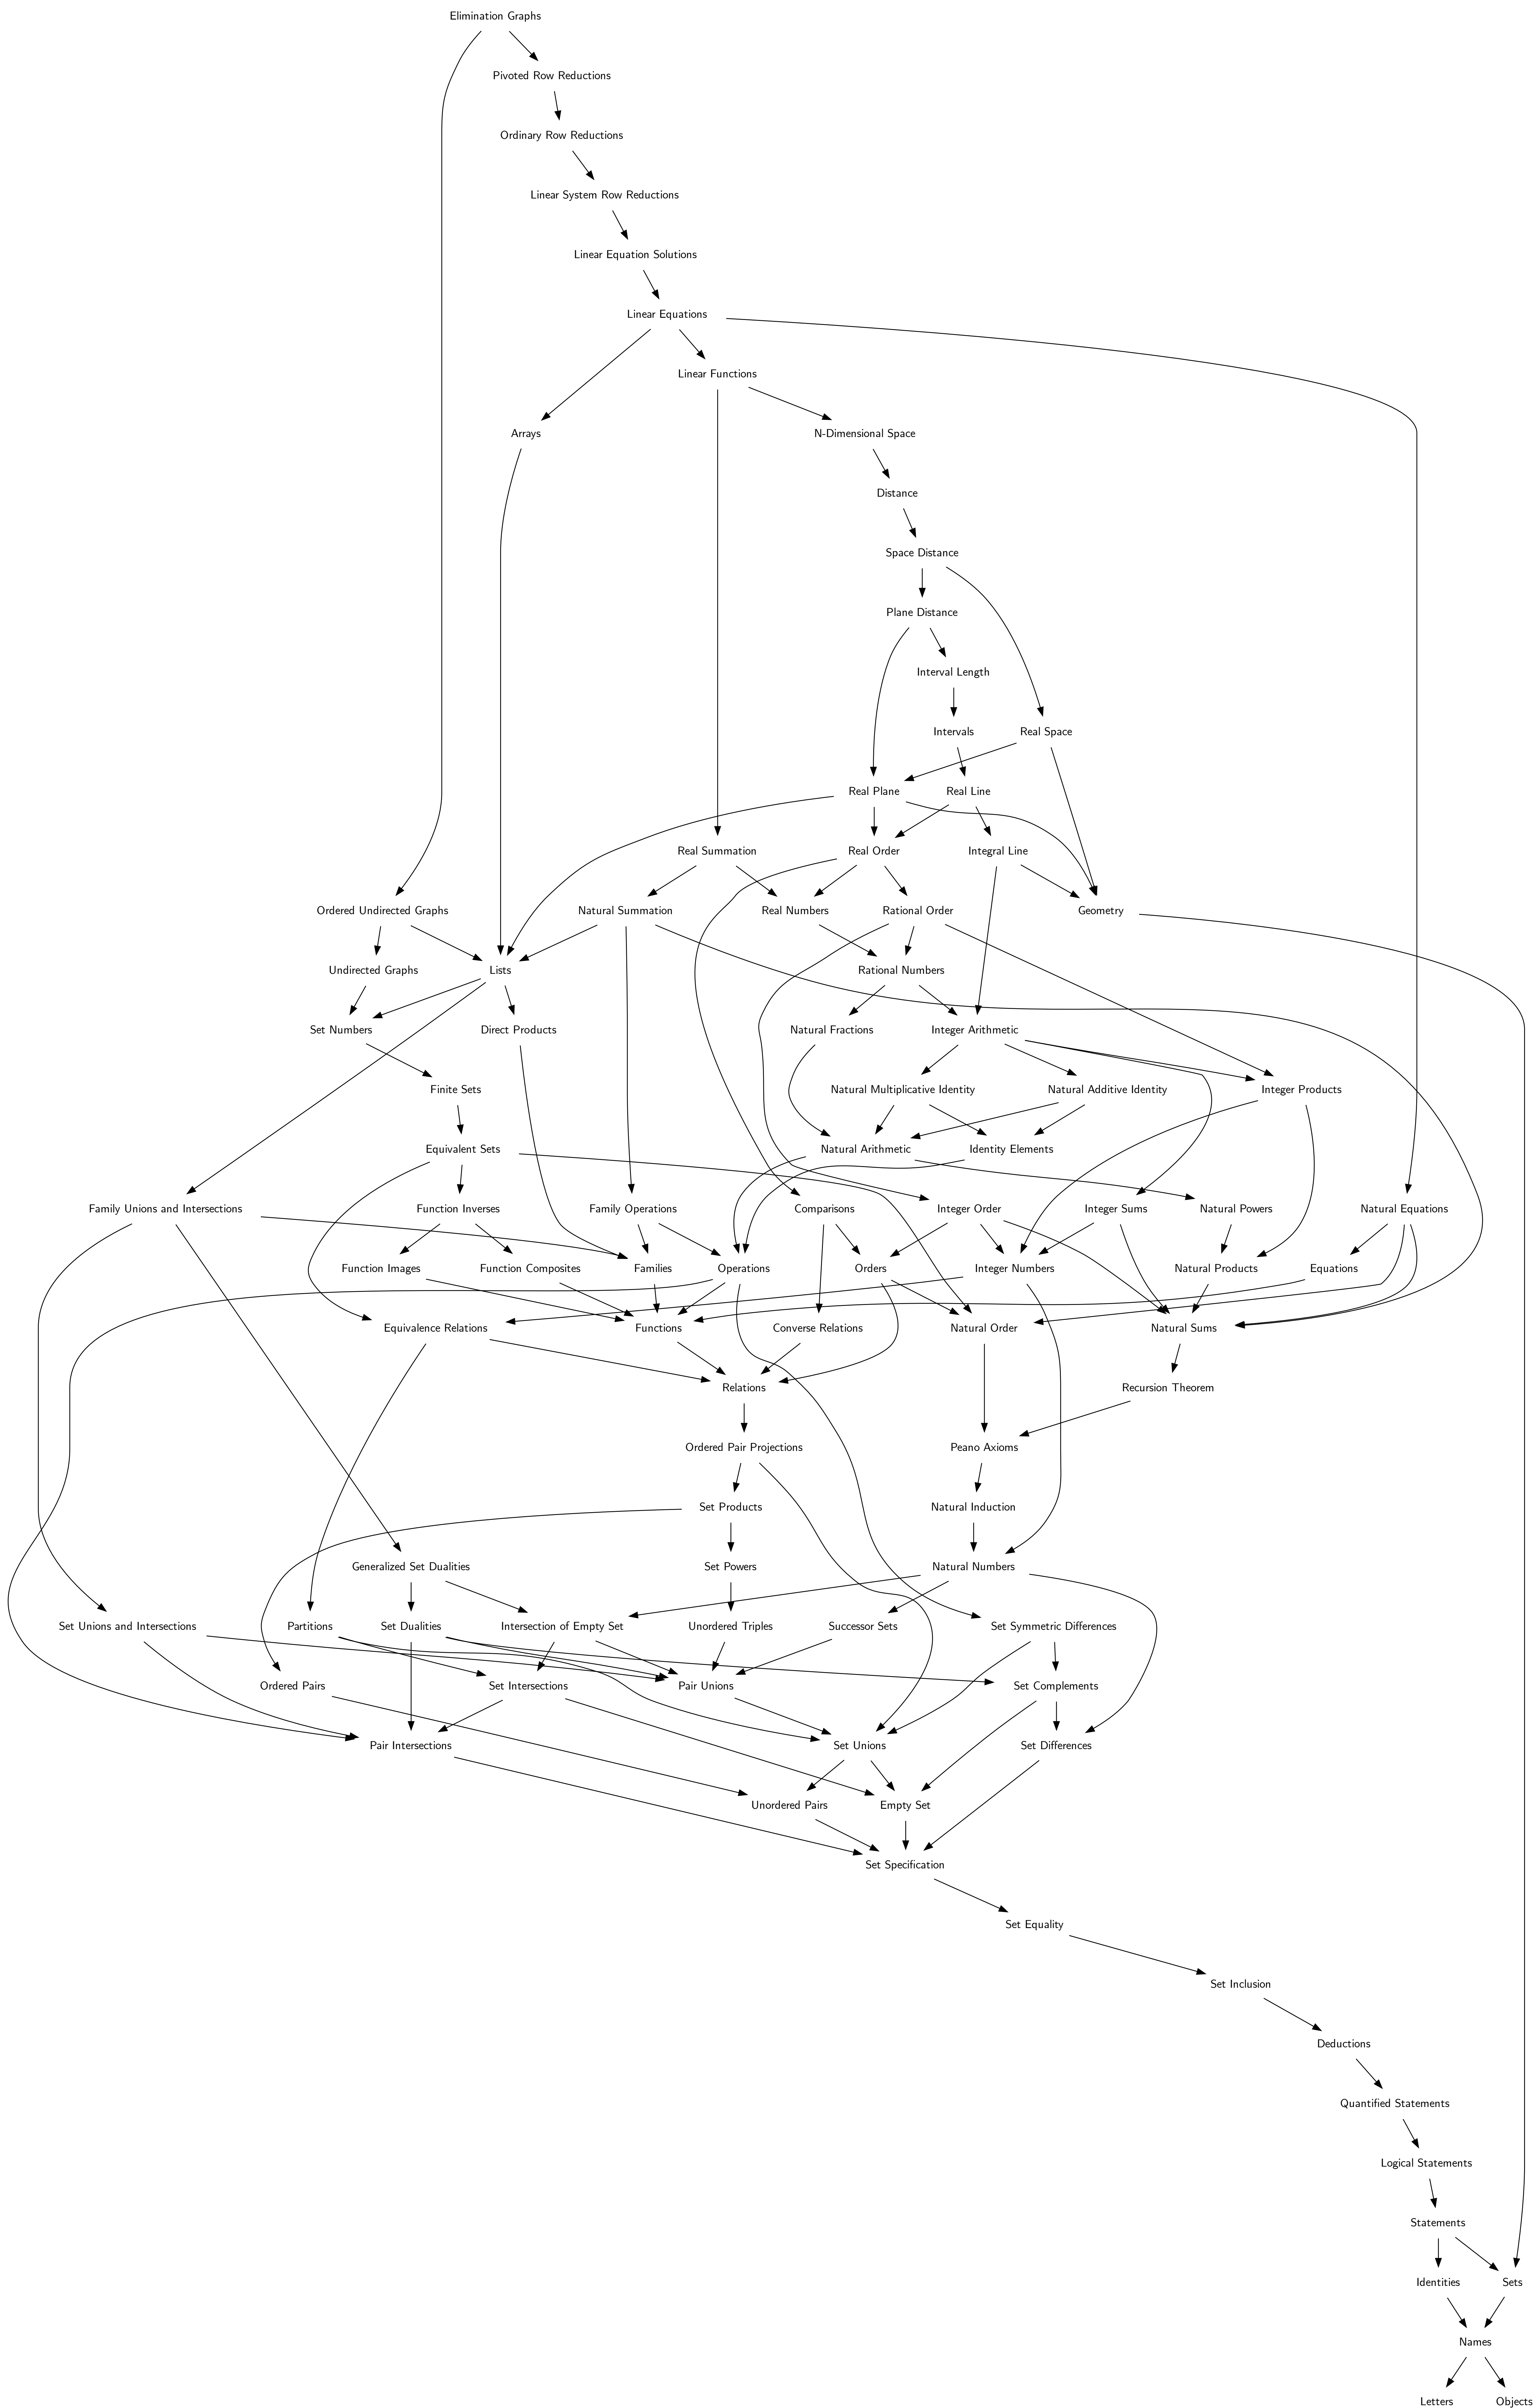 Elimination Graphs
Pivoted Row Reductions
Ordinary Row Reductions
Linear System Row Reductions
Linear Equation Solutions
Linear Equations
Linear Functions
Arrays
N-Dimensional Space
Distance
Space Distance
Plane Distance
Interval Length
Intervals
Real Space
Real Plane
Real Line
Real Summation
Real Order
Integral Line
Ordered Undirected Graphs
Natural Summation
Real Numbers
Rational Order
Geometry
Undirected Graphs
Lists
Rational Numbers
Set Numbers
Direct Products
Natural Fractions
Integer Arithmetic
Finite Sets
Natural Multiplicative Identity
Natural Additive Identity
Integer Products
Equivalent Sets
Natural Arithmetic
Identity Elements
Family Unions and Intersections
Function Inverses
Family Operations
Comparisons
Integer Order
Integer Sums
Natural Powers
Natural Equations
Function Images
Function Composites
Families
Operations
Orders
Integer Numbers
Natural Products
Equations
Equivalence Relations
Functions
Converse Relations
Natural Order
Natural Sums
Relations
Recursion Theorem
Ordered Pair Projections
Peano Axioms
Set Products
Natural Induction
Generalized Set Dualities
Set Powers
Natural Numbers
Set Unions and Intersections
Partitions
Set Dualities
Intersection of Empty Set
Unordered Triples
Successor Sets
Set Symmetric Differences
Ordered Pairs
Set Intersections
Pair Unions
Set Complements
Pair Intersections
Set Unions
Set Differences
Unordered Pairs
Empty Set
Set Specification
Set Equality
Set Inclusion
Deductions
Quantified Statements
Logical Statements
Statements
Identities
Sets
Names
Letters
Objects